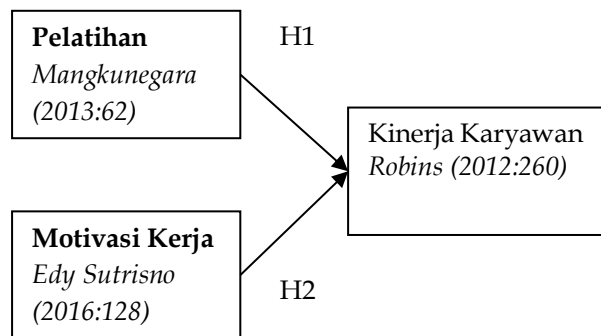 Pelatihan
Mangkunegara
(2013:62)
H1
Kinerja Karyawan
Robins (2012:260)
Motivasi Kerja
Edy Sutrisno
(2016:128)
H2